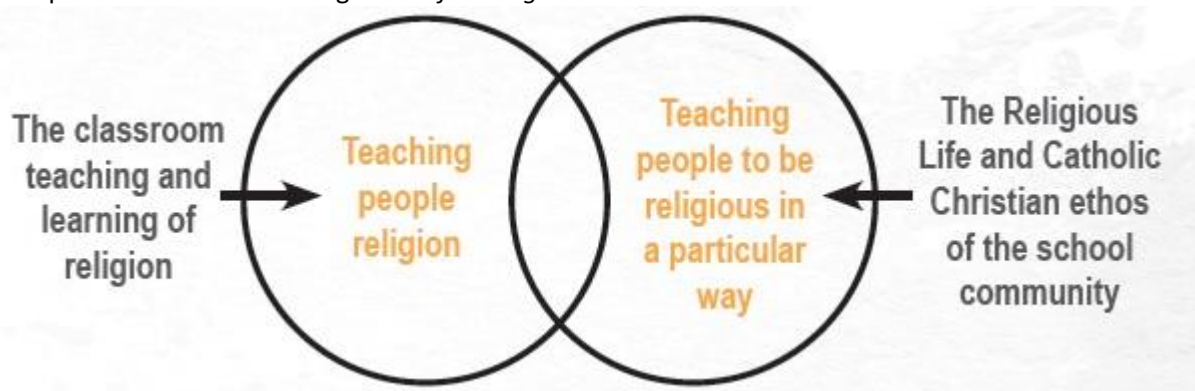 The classroom
teaching and
learning of
religion
Teaching
people
religion
Teaching
people to be
religious in
a particular
way
The Religious
Life and Catholic
Christian ethos
of the school
community